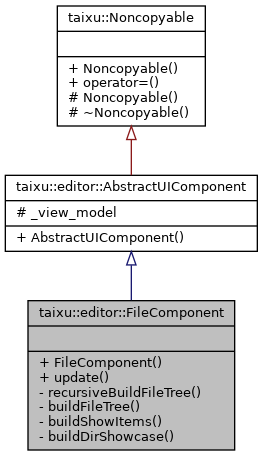 taixu::Noncopyable
+ Noncopyable()
+ operator=()
# Noncopyable()
# ~Noncopyable()
taixu::editor::AbstractUIComponent
# _view_model
+ AbstractUIComponent()
taixu::editor::FileComponent
+ FileComponent()
+ update()
- recursiveBuildFileTree()
- buildFileTree()
- buildShowItems()
- buildDirShowcase()